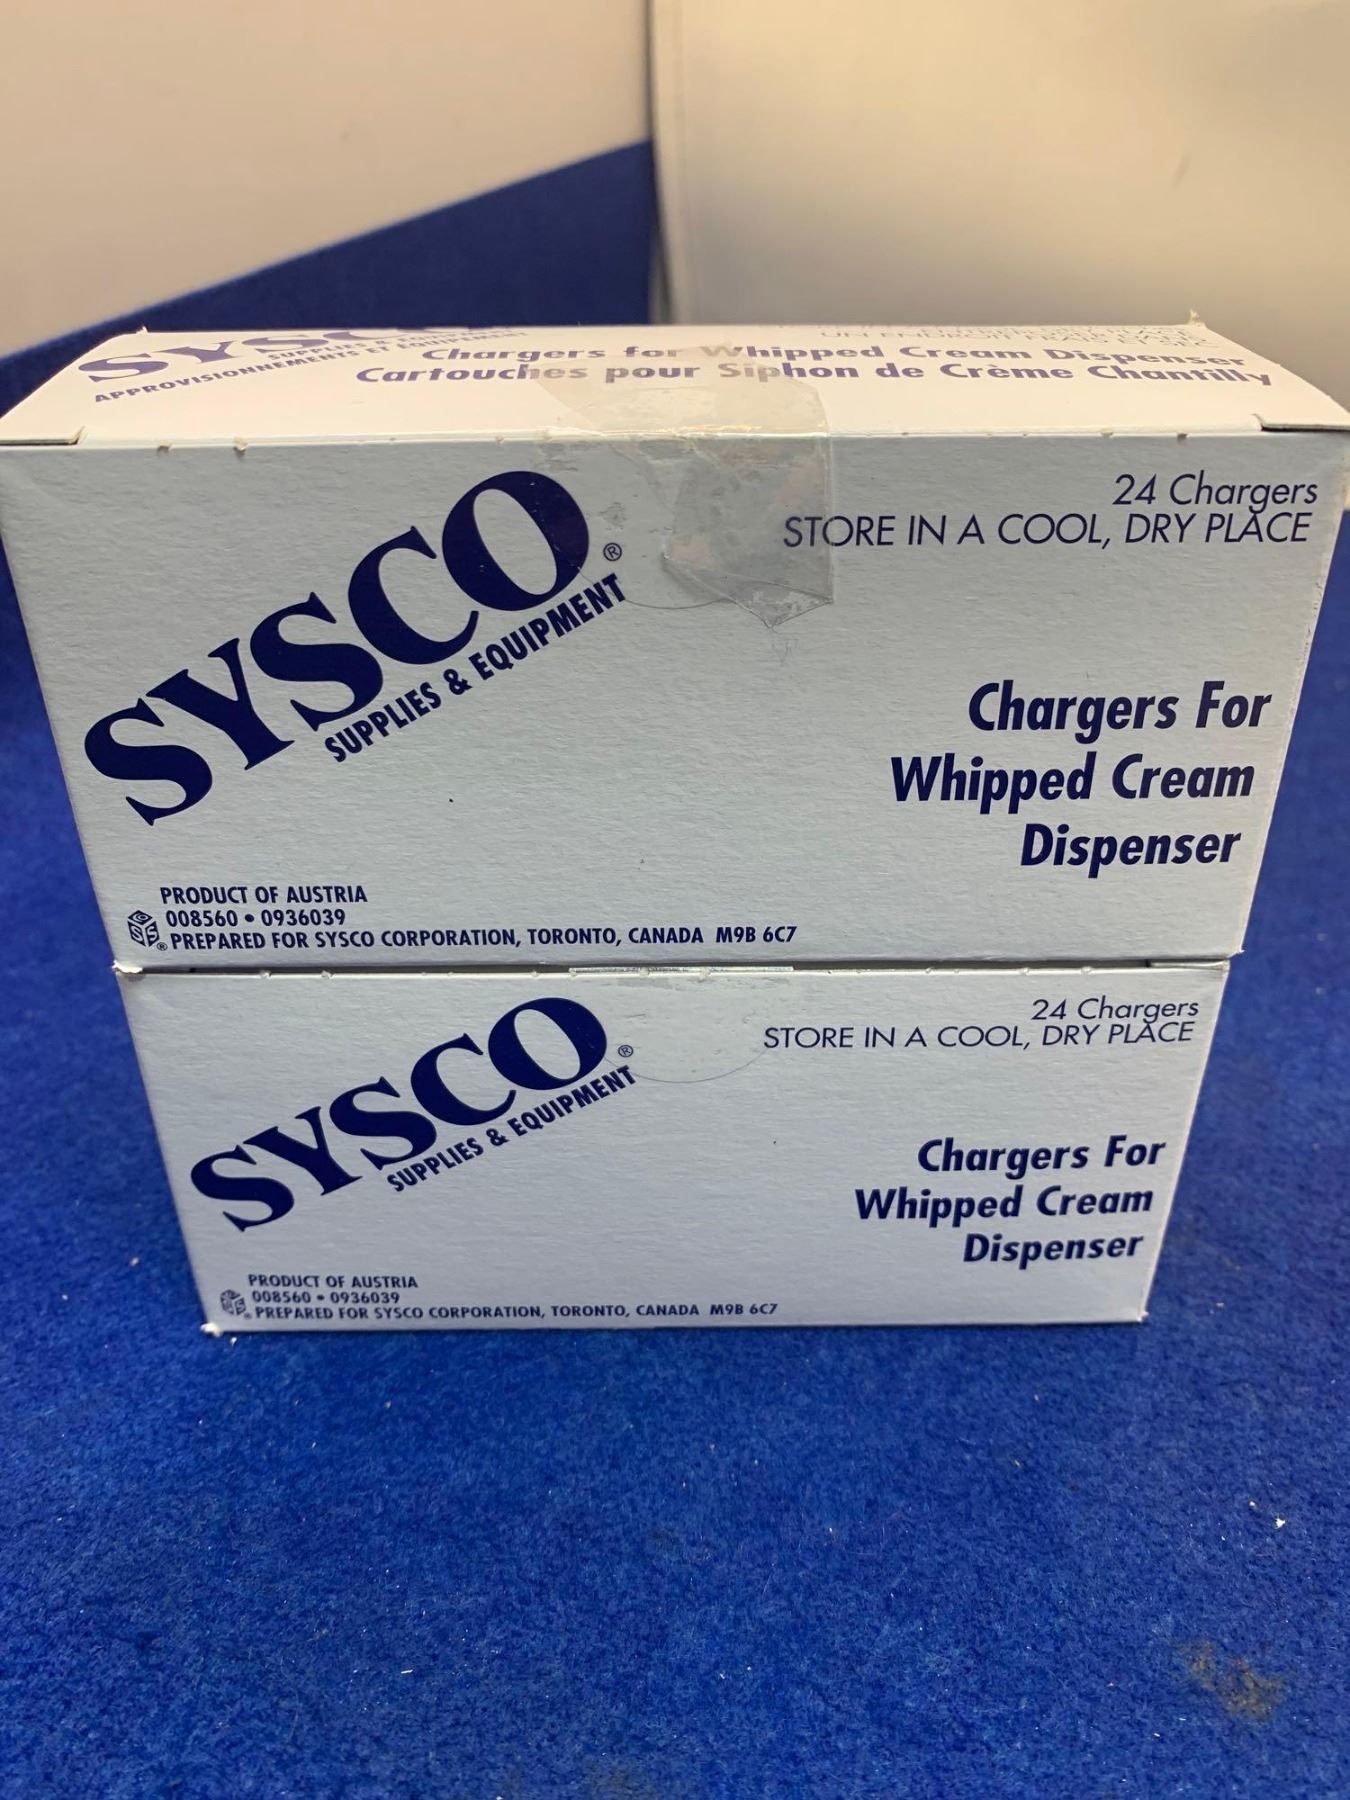 SYSCO
SUPPLIES & EQUIPMENT
APPROVISIONNEMENTS ET EQUIPEMENT
Chargers for Whipped Cream Dispenser
Cartouches pour Siphon de Crème Chantilly
24 Chargers
STORE IN A COOL, DRY PLACE
SYSCO®
SUPPLIES & EQUIPMENT
Chargers For
Whipped Cream
Dispenser
PRODUCT OF AUSTRIA
008560 • 0936039
® PREPARED FOR SYSCO CORPORATION, TORONTO, CANADA M9B 6C7
24 Chargers
STORE IN A COOL, DRY PLACE
SYSCO®
SUPPLIES & EQUIPMENT
Chargers For
Whipped Cream
Dispenser
PRODUCT OF AUSTRIA
008560 • 0936039
® PREPARED FOR SYSCO CORPORATION, TORONTO, CANADA M9B 6C7